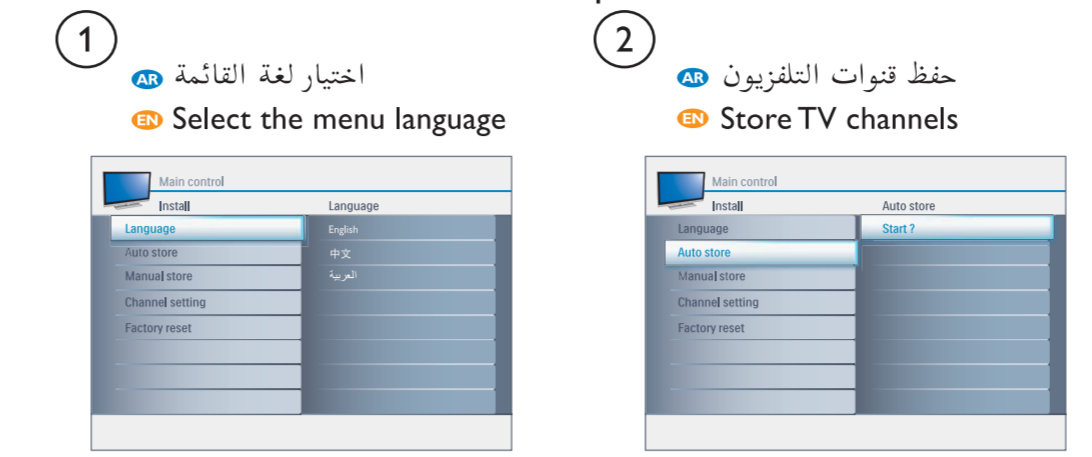 1
اختيار لغة القائمة AR
EN Select the menu language
Main control
Install Language
Language English
Auto store 中文
Manual store العربية
Channel setting
Factory reset
2
حفظ قنوات التلفزيون AR
EN Store TV channels
Main control
Install Auto store
Language Start ?
Auto store
Manual store
Channel setting
Factory reset